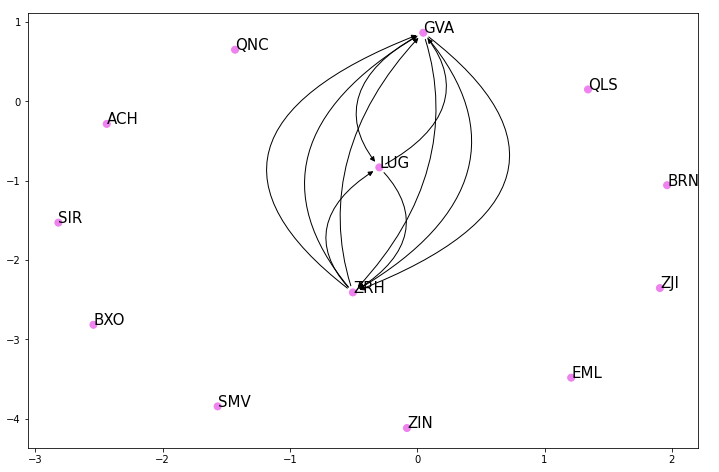 1
GVA
QNC
QLS
0
ACH
LUG
−1
BRN
SIR
−2
ZRH
ZJI
BXO
−3
EML
SMV
−4
ZIN
−3
−2
−1
0
1
2